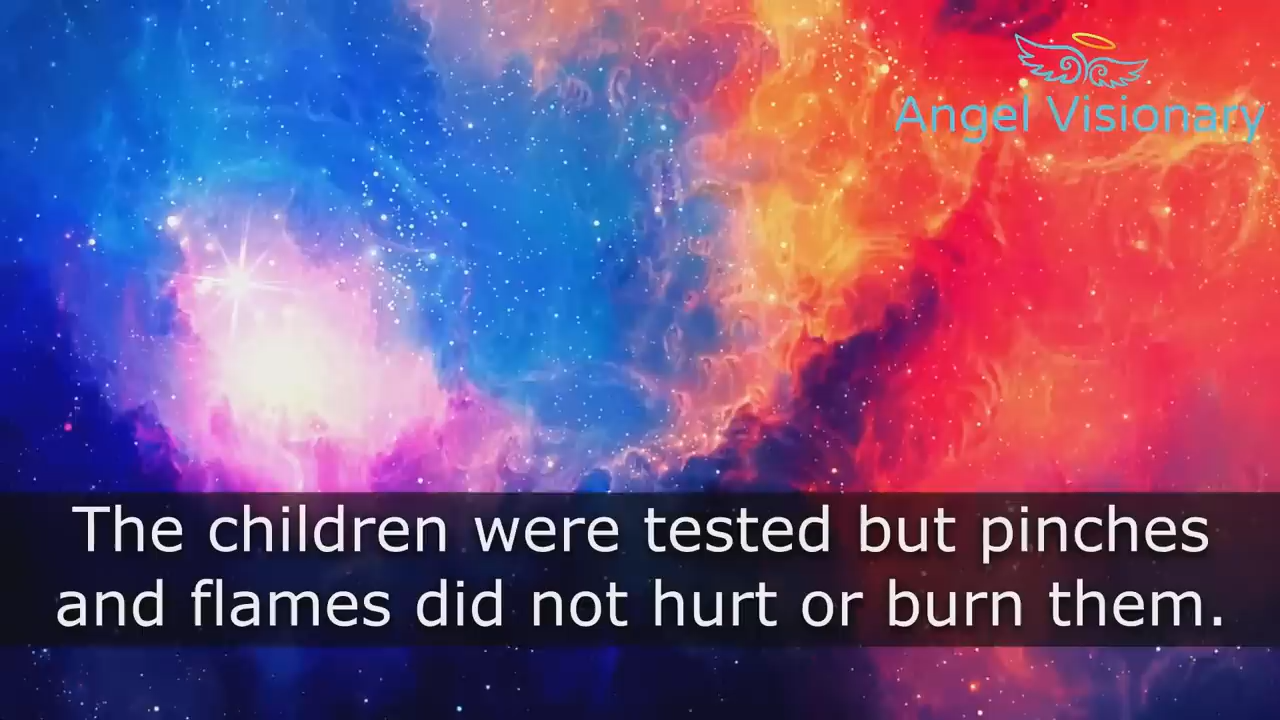 Angel Visionary
The children were tested but pinches
and flames did not hurt or burn them.